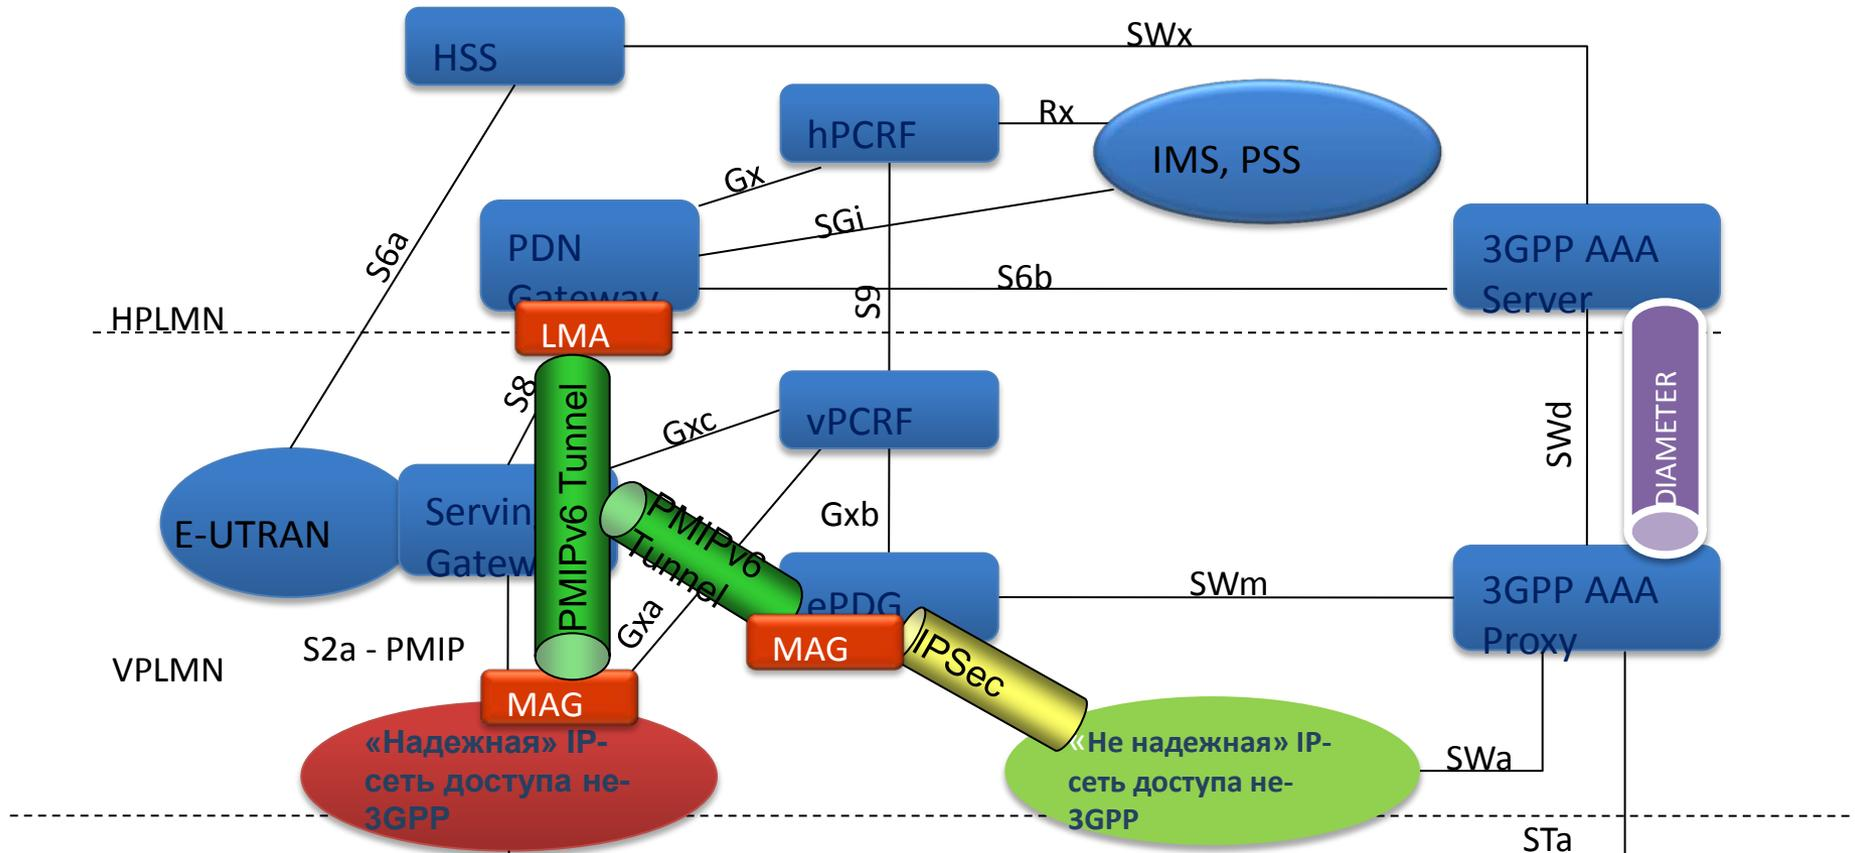 SWx
HSS
Rx
hPCRF
IMS, PSS
Gx
SGi
PDN
Gateway
3GPP AAA
Server
S6a
S6b
S9
HPLMN
LMA
S8
PMIPv6 Tunnel
Gxc
vPCRF
SWd
DIAMETER
E-UTRAN
Servin
Gatew
PMIPv6
Tunnel
Gxb
ePDG
SWm
3GPP AAA
Proxy
Gxa
S2a - PMIP
MAG
IPSec
VPLMN
MAG
«Надежная» IP-
сеть доступа не-
3GPP
«Не надежная» IP-
сеть доступа не-
3GPP
SWa
STa